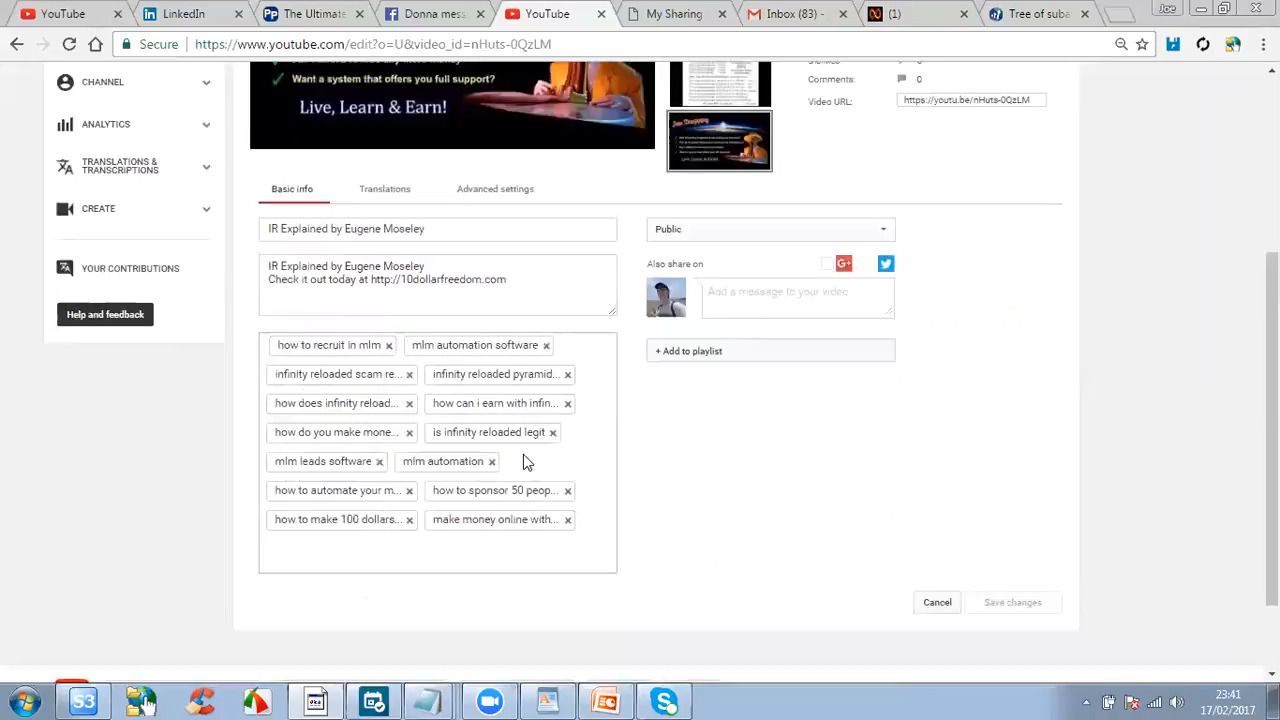 YouTube
LinkedIn
The Ultimate
Donna mess
YouTube
My Sharing
Inbox (83) -
(1)
Tree of suba
Joe
Secure
https://www.youtube.com/edit?o=U&video_id=nHuts-0QzLM
CHANNEL
ANALYTICS
TRANSLATIONS & TRANSCRIPTIONS
CREATE
YOUR CONTRIBUTIONS
Help and feedback
Want a system that offers you full support?
Live, Learn & Earn!
Comments: 0
Video URL: https://youtu.be/nHuts-0QzLM
Basic info
Translations
Advanced settings
IR Explained by Eugene Moseley
Public
IR Explained by Eugene Moseley
Check it out today at http://10dollarfreedom.com
Also share on
Add a message to your video
+ Add to playlist
how to recruit in mlm
mlm automation software
infinity reloaded scam re...
infinity reloaded pyramid...
how does infinity reload...
how can i earn with infin...
how do you make mone...
is infinity reloaded legit
mlm leads software
mlm automation
how to automate your m...
how to sponsor 50 peop...
how to make 100 dollars...
make money online with...
Cancel
Save changes
23:41
17/02/2017